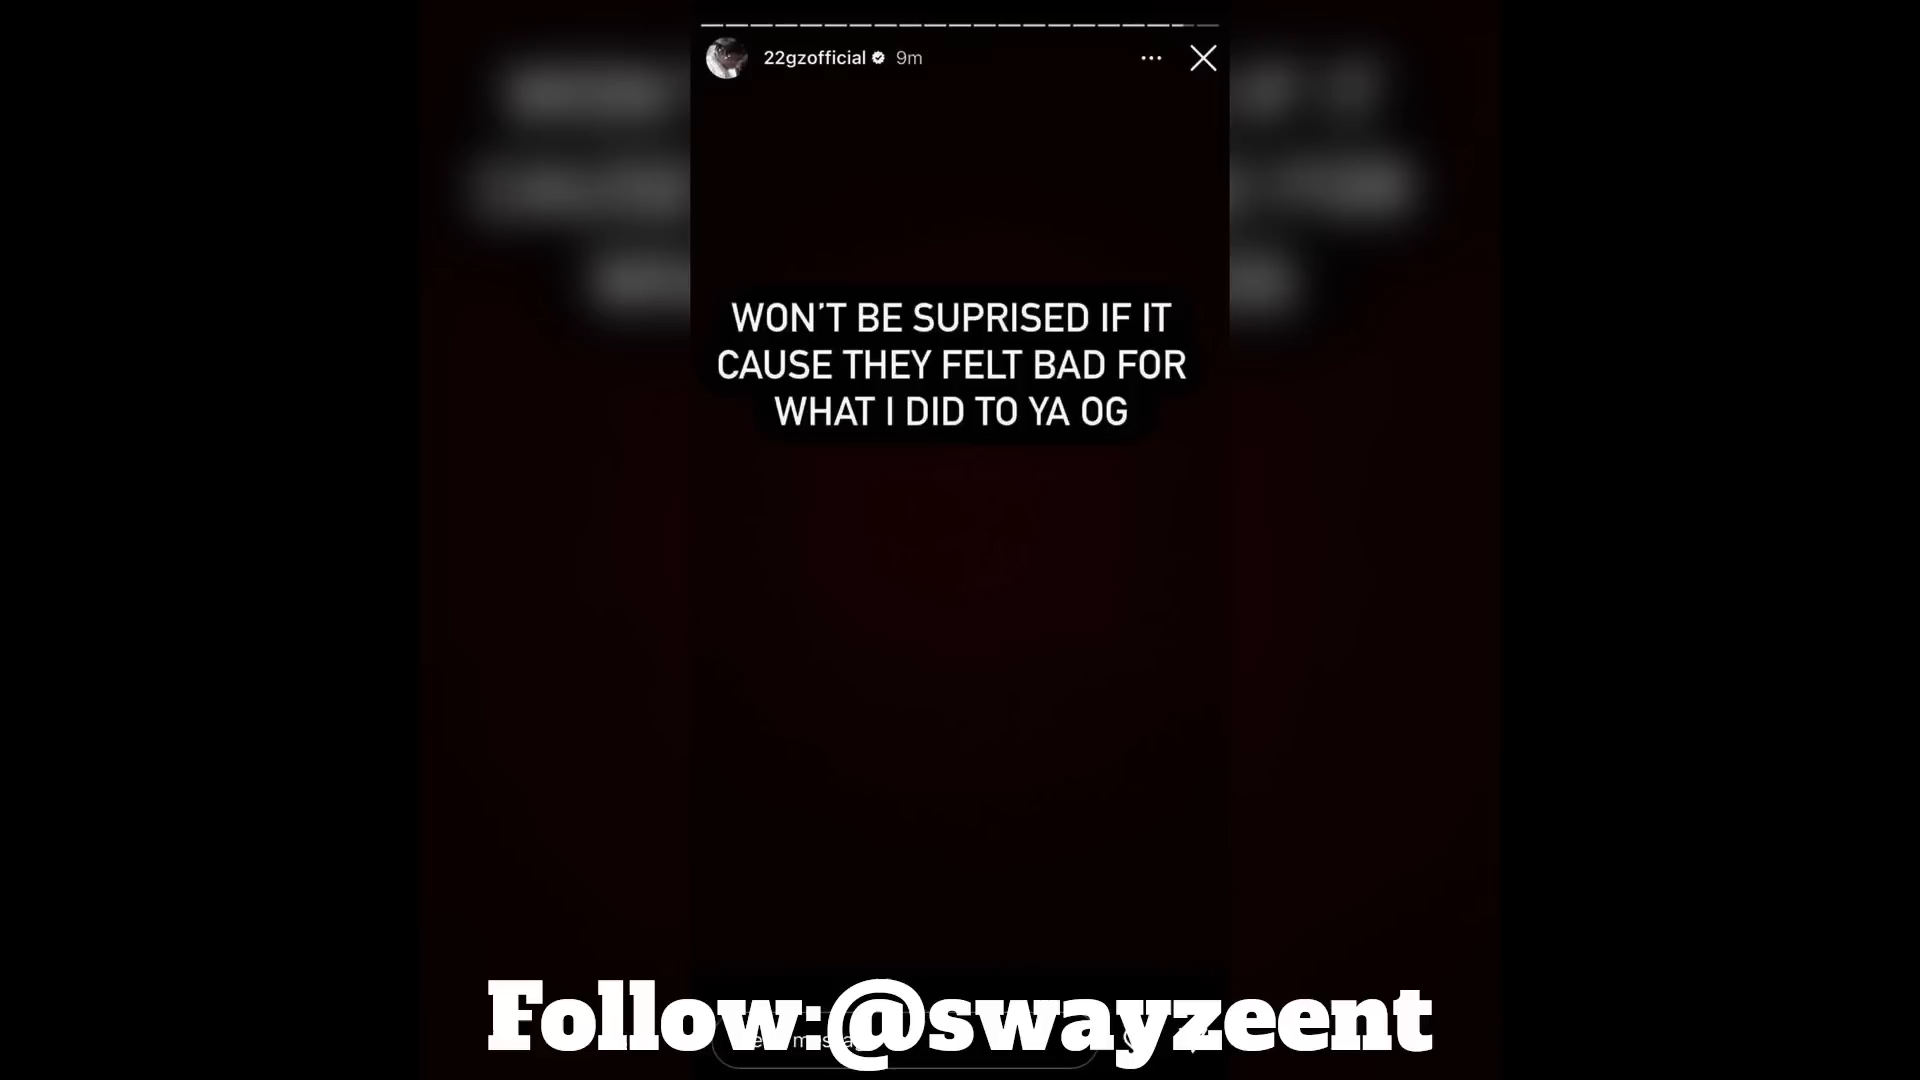 22gzofficial 9m
WON'T BE SUPRISED IF IT
CAUSE THEY FELT BAD FOR
WHAT I DID TO YA OG
Follow:@swayzeent